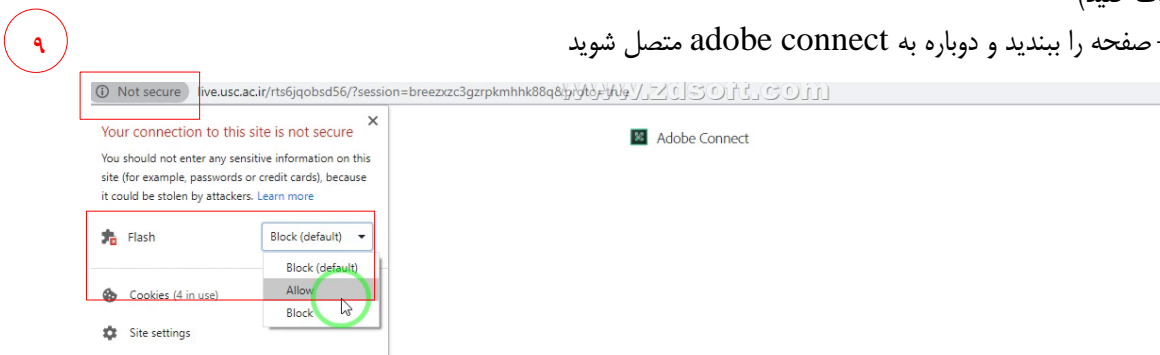 کنید)
-صفحه را ببندید و دوباره به adobe connect متصل شوید
۹
Not secure live.usc.ac.ir/rts6jqobsd56/?session=breezxzc3gzrpkmhhk88q&proto=true
www.zdsoft.com
Your connection to this site is not secure
You should not enter any sensitive information on this
site (for example, passwords or credit cards), because
it could be stolen by attackers. Learn more
Adobe Connect
Flash
Block (default)
Block (default)
Allow
Block
Cookies (4 in use)
Site settings